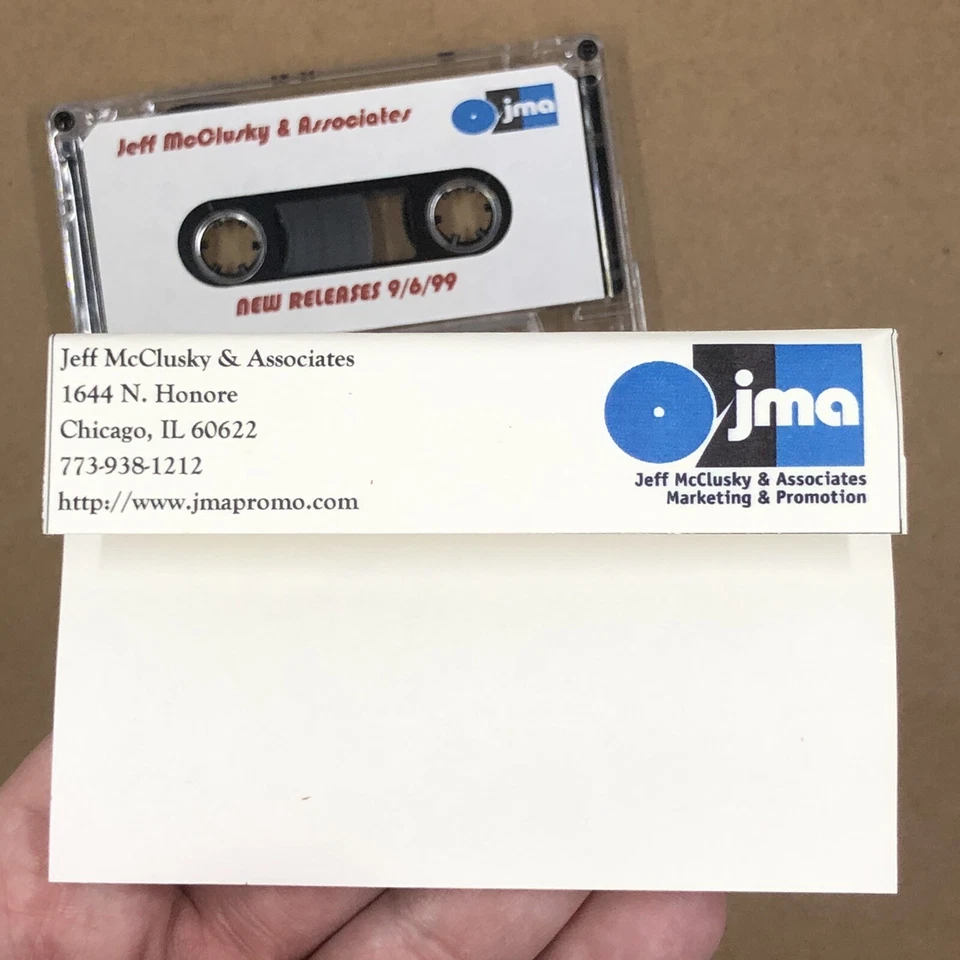 Jeff McClusky & Associates
jma
NEW RELEASES 9/6/99
Jeff McClusky & Associates
1644 N. Honore
Chicago, IL 60622
773-938-1212
http://www.jmapromo.com
jma
Jeff McClusky & Associates
Marketing & Promotion